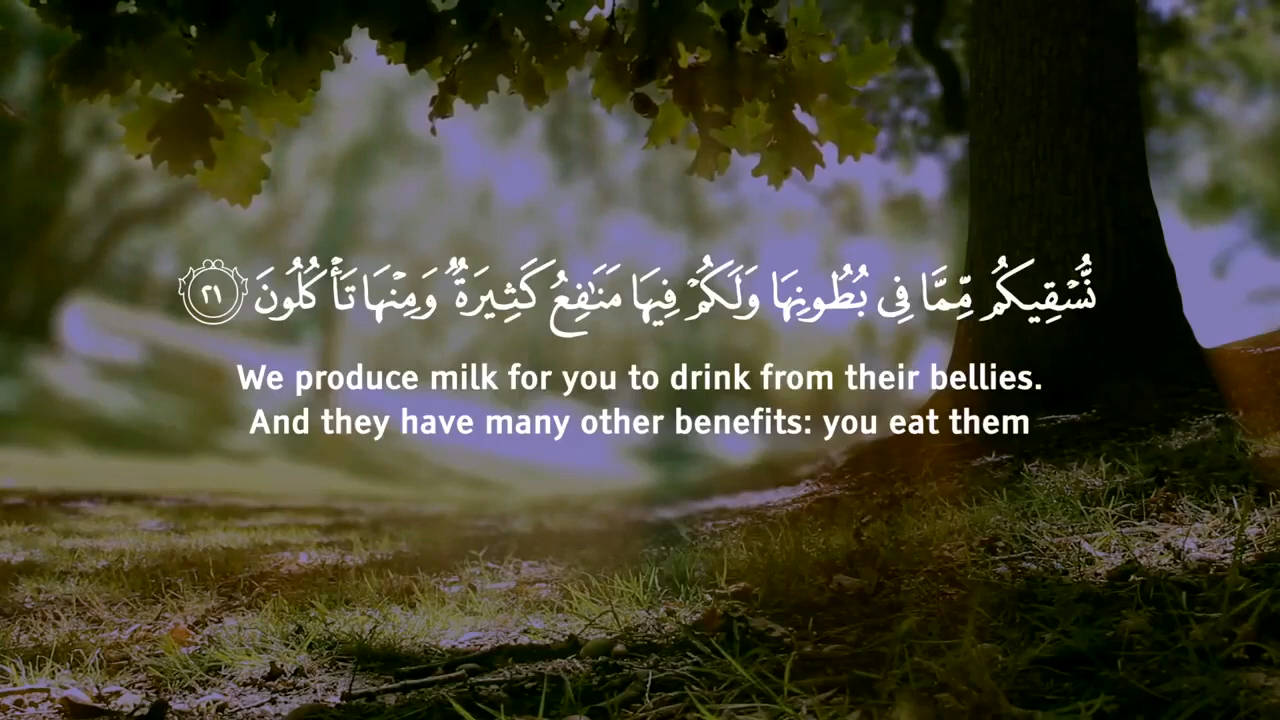 نُّسْقِيكُم مِّمَّا فِى بُطُونِهَا وَلَكُمْ فِيهَا مَنَـٰفِعُ كَثِيرَةٌ وَمِنْهَا تَأْكُلُونَ ٢١
We produce milk for you to drink from their bellies.
And they have many other benefits: you eat them